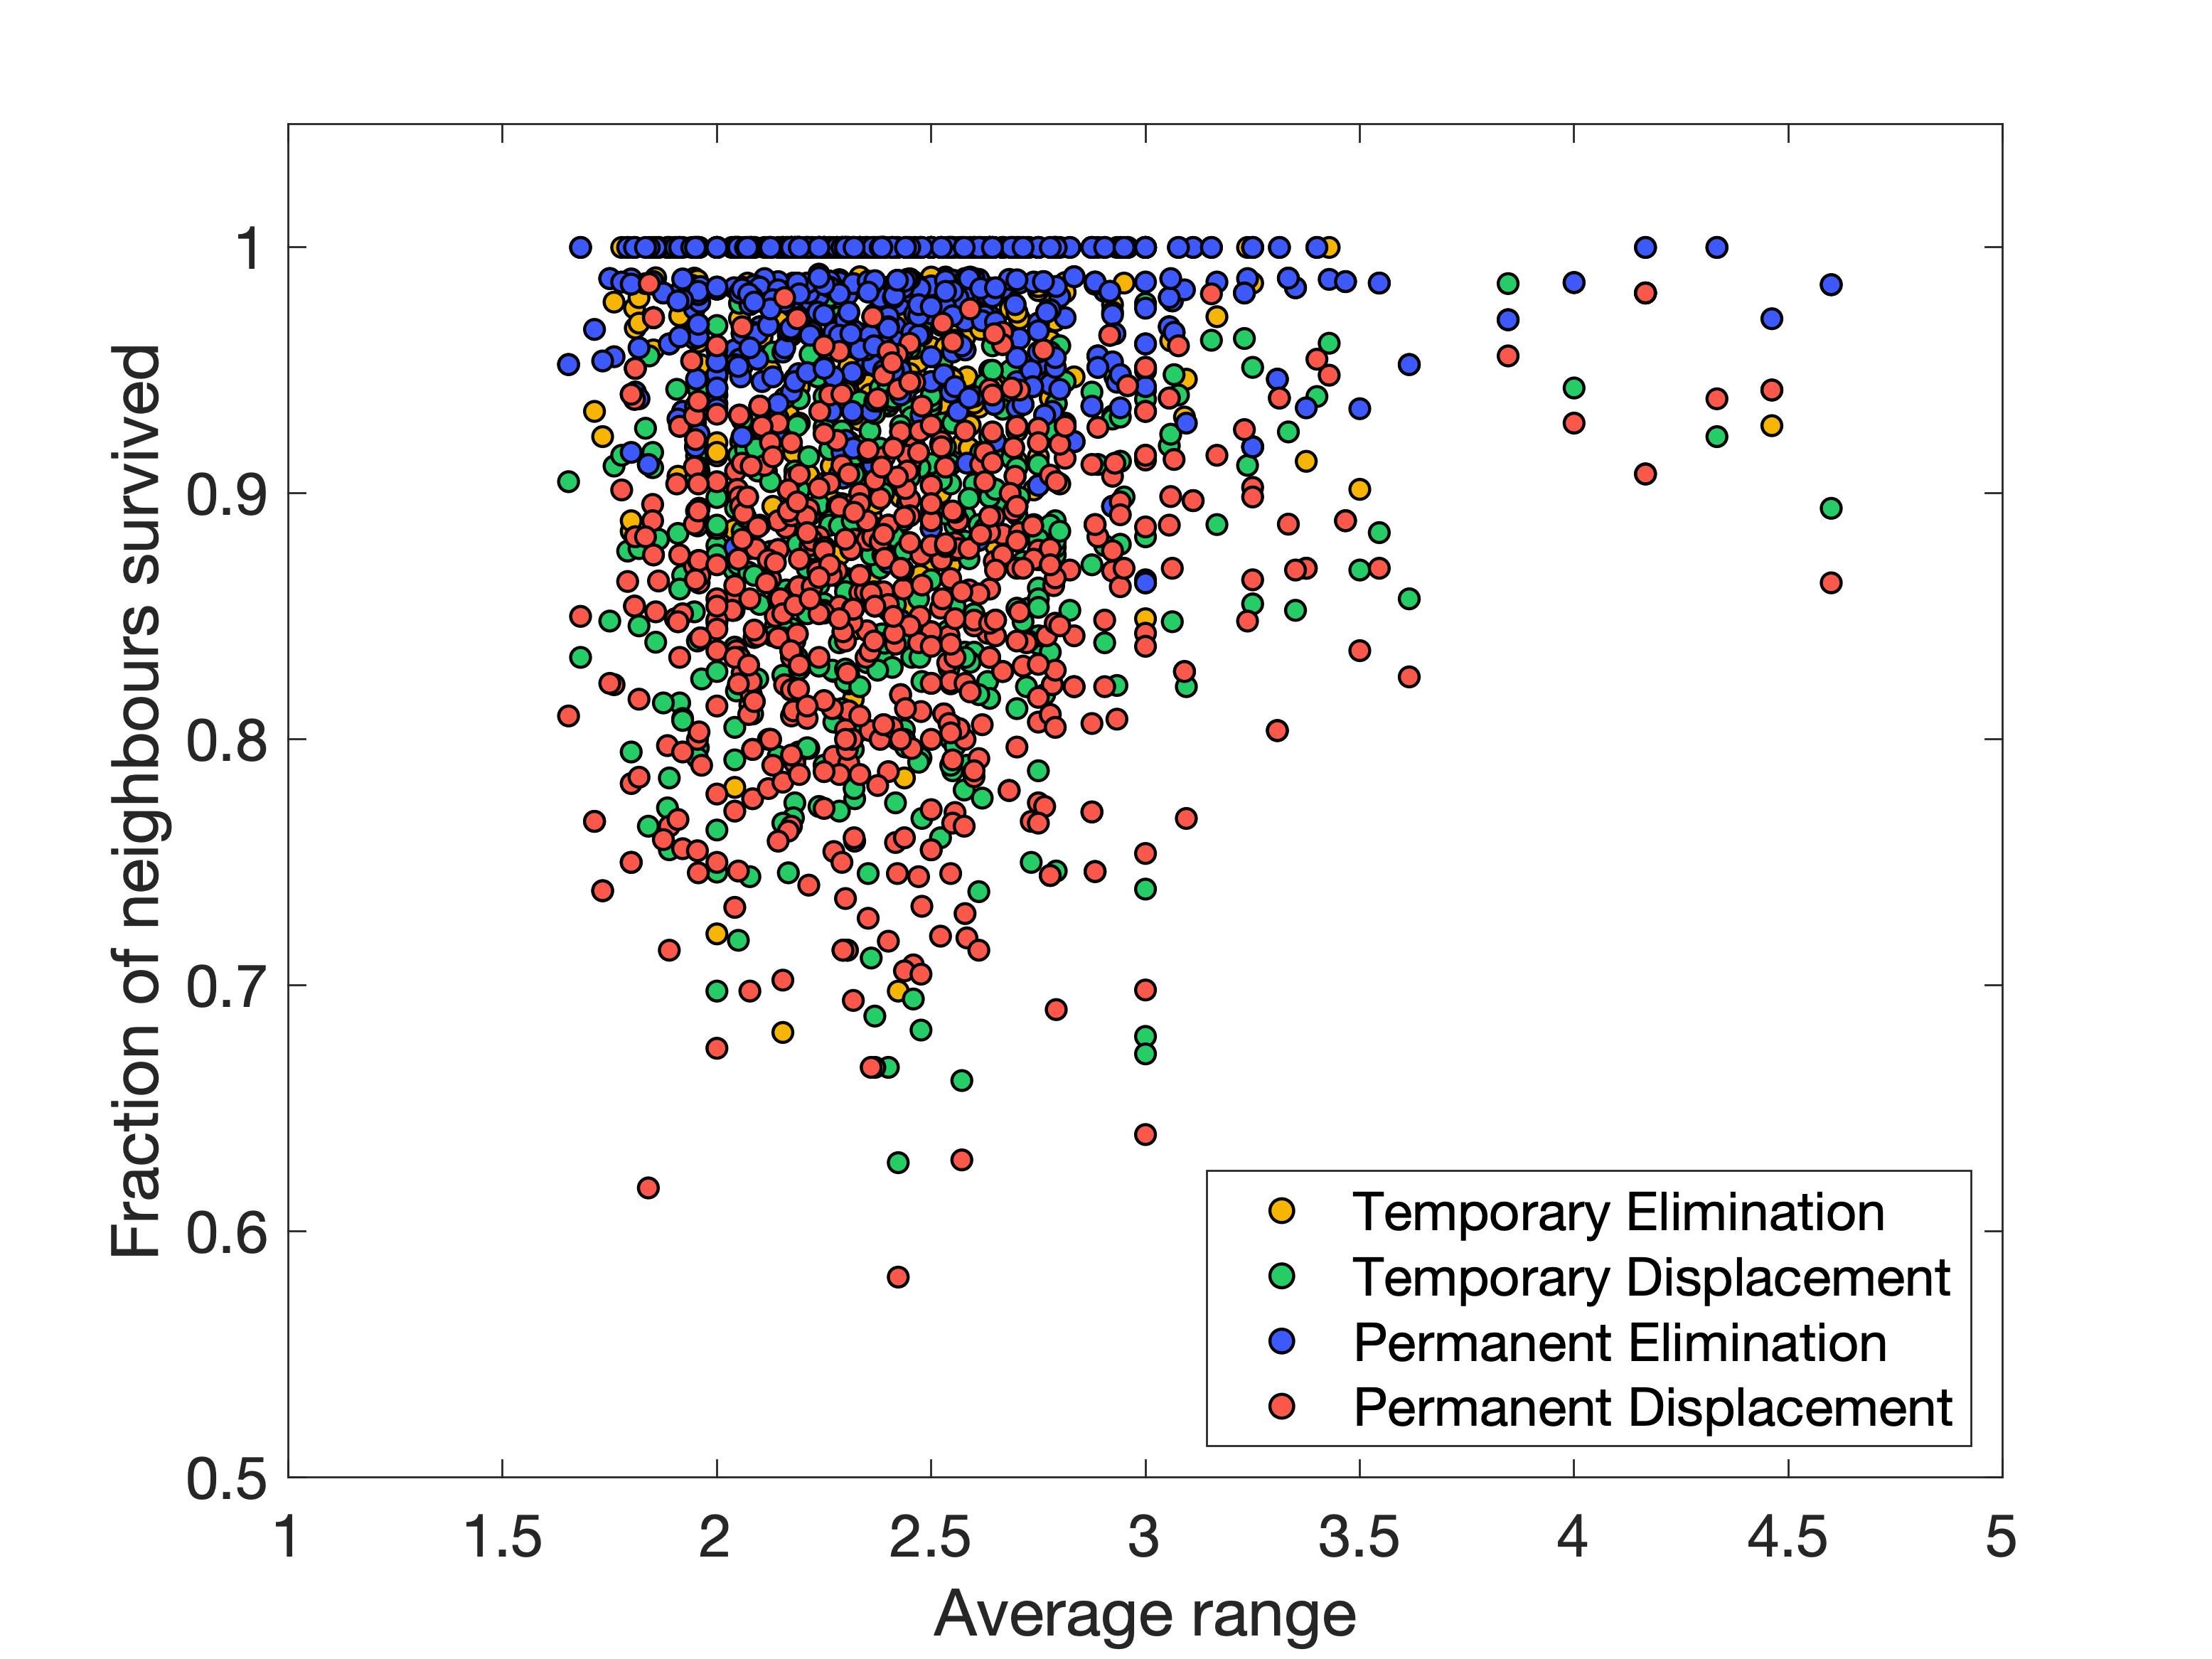 1
0.9
0.8
0.7
0.6
0.5
Fraction of neighbours survived
Temporary Elimination
Temporary Displacement
Permanent Elimination
Permanent Displacement
1 1.5 2 2.5 3 3.5 4 4.5 5
Average range